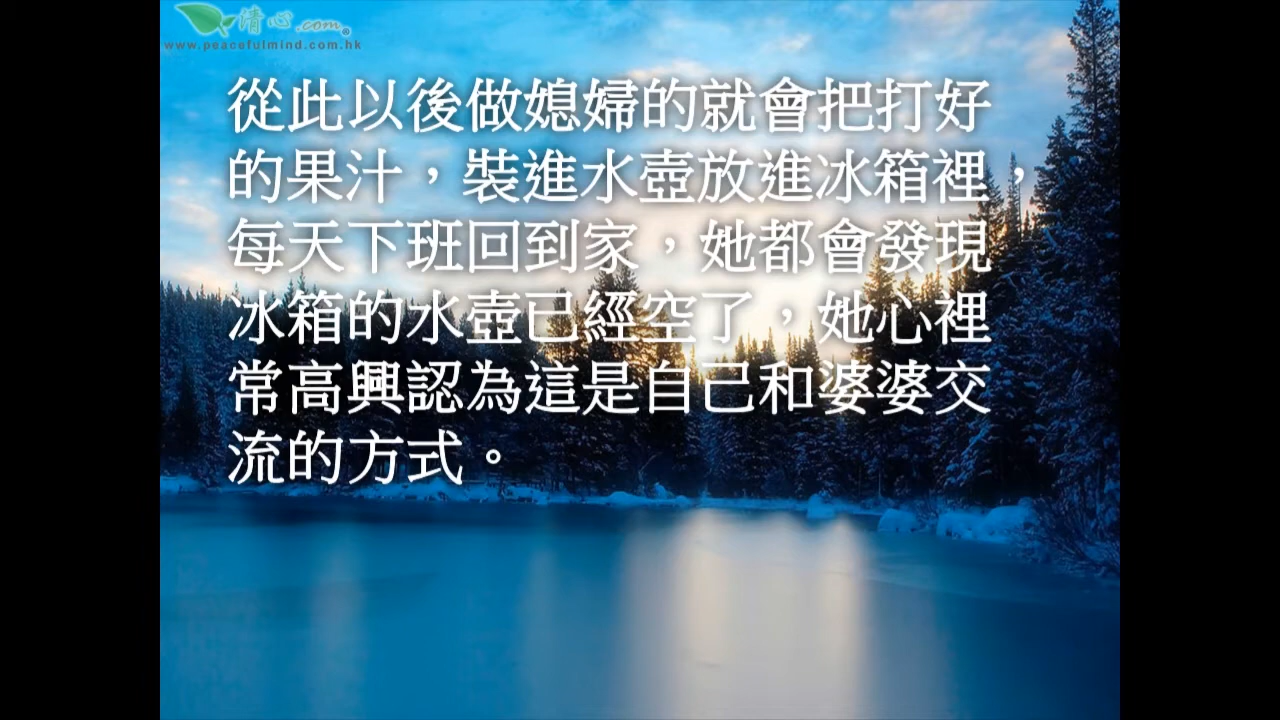 清心.com
www.peacefulmind.com.hk
從此以後做媳婦的就會把打好
的果汁，裝進水壺放進冰箱裡，
每天下班回到家，她都會發現
冰箱的水壺已經空了，她心裡
常高興認為這是自己和婆婆交
流的方式。